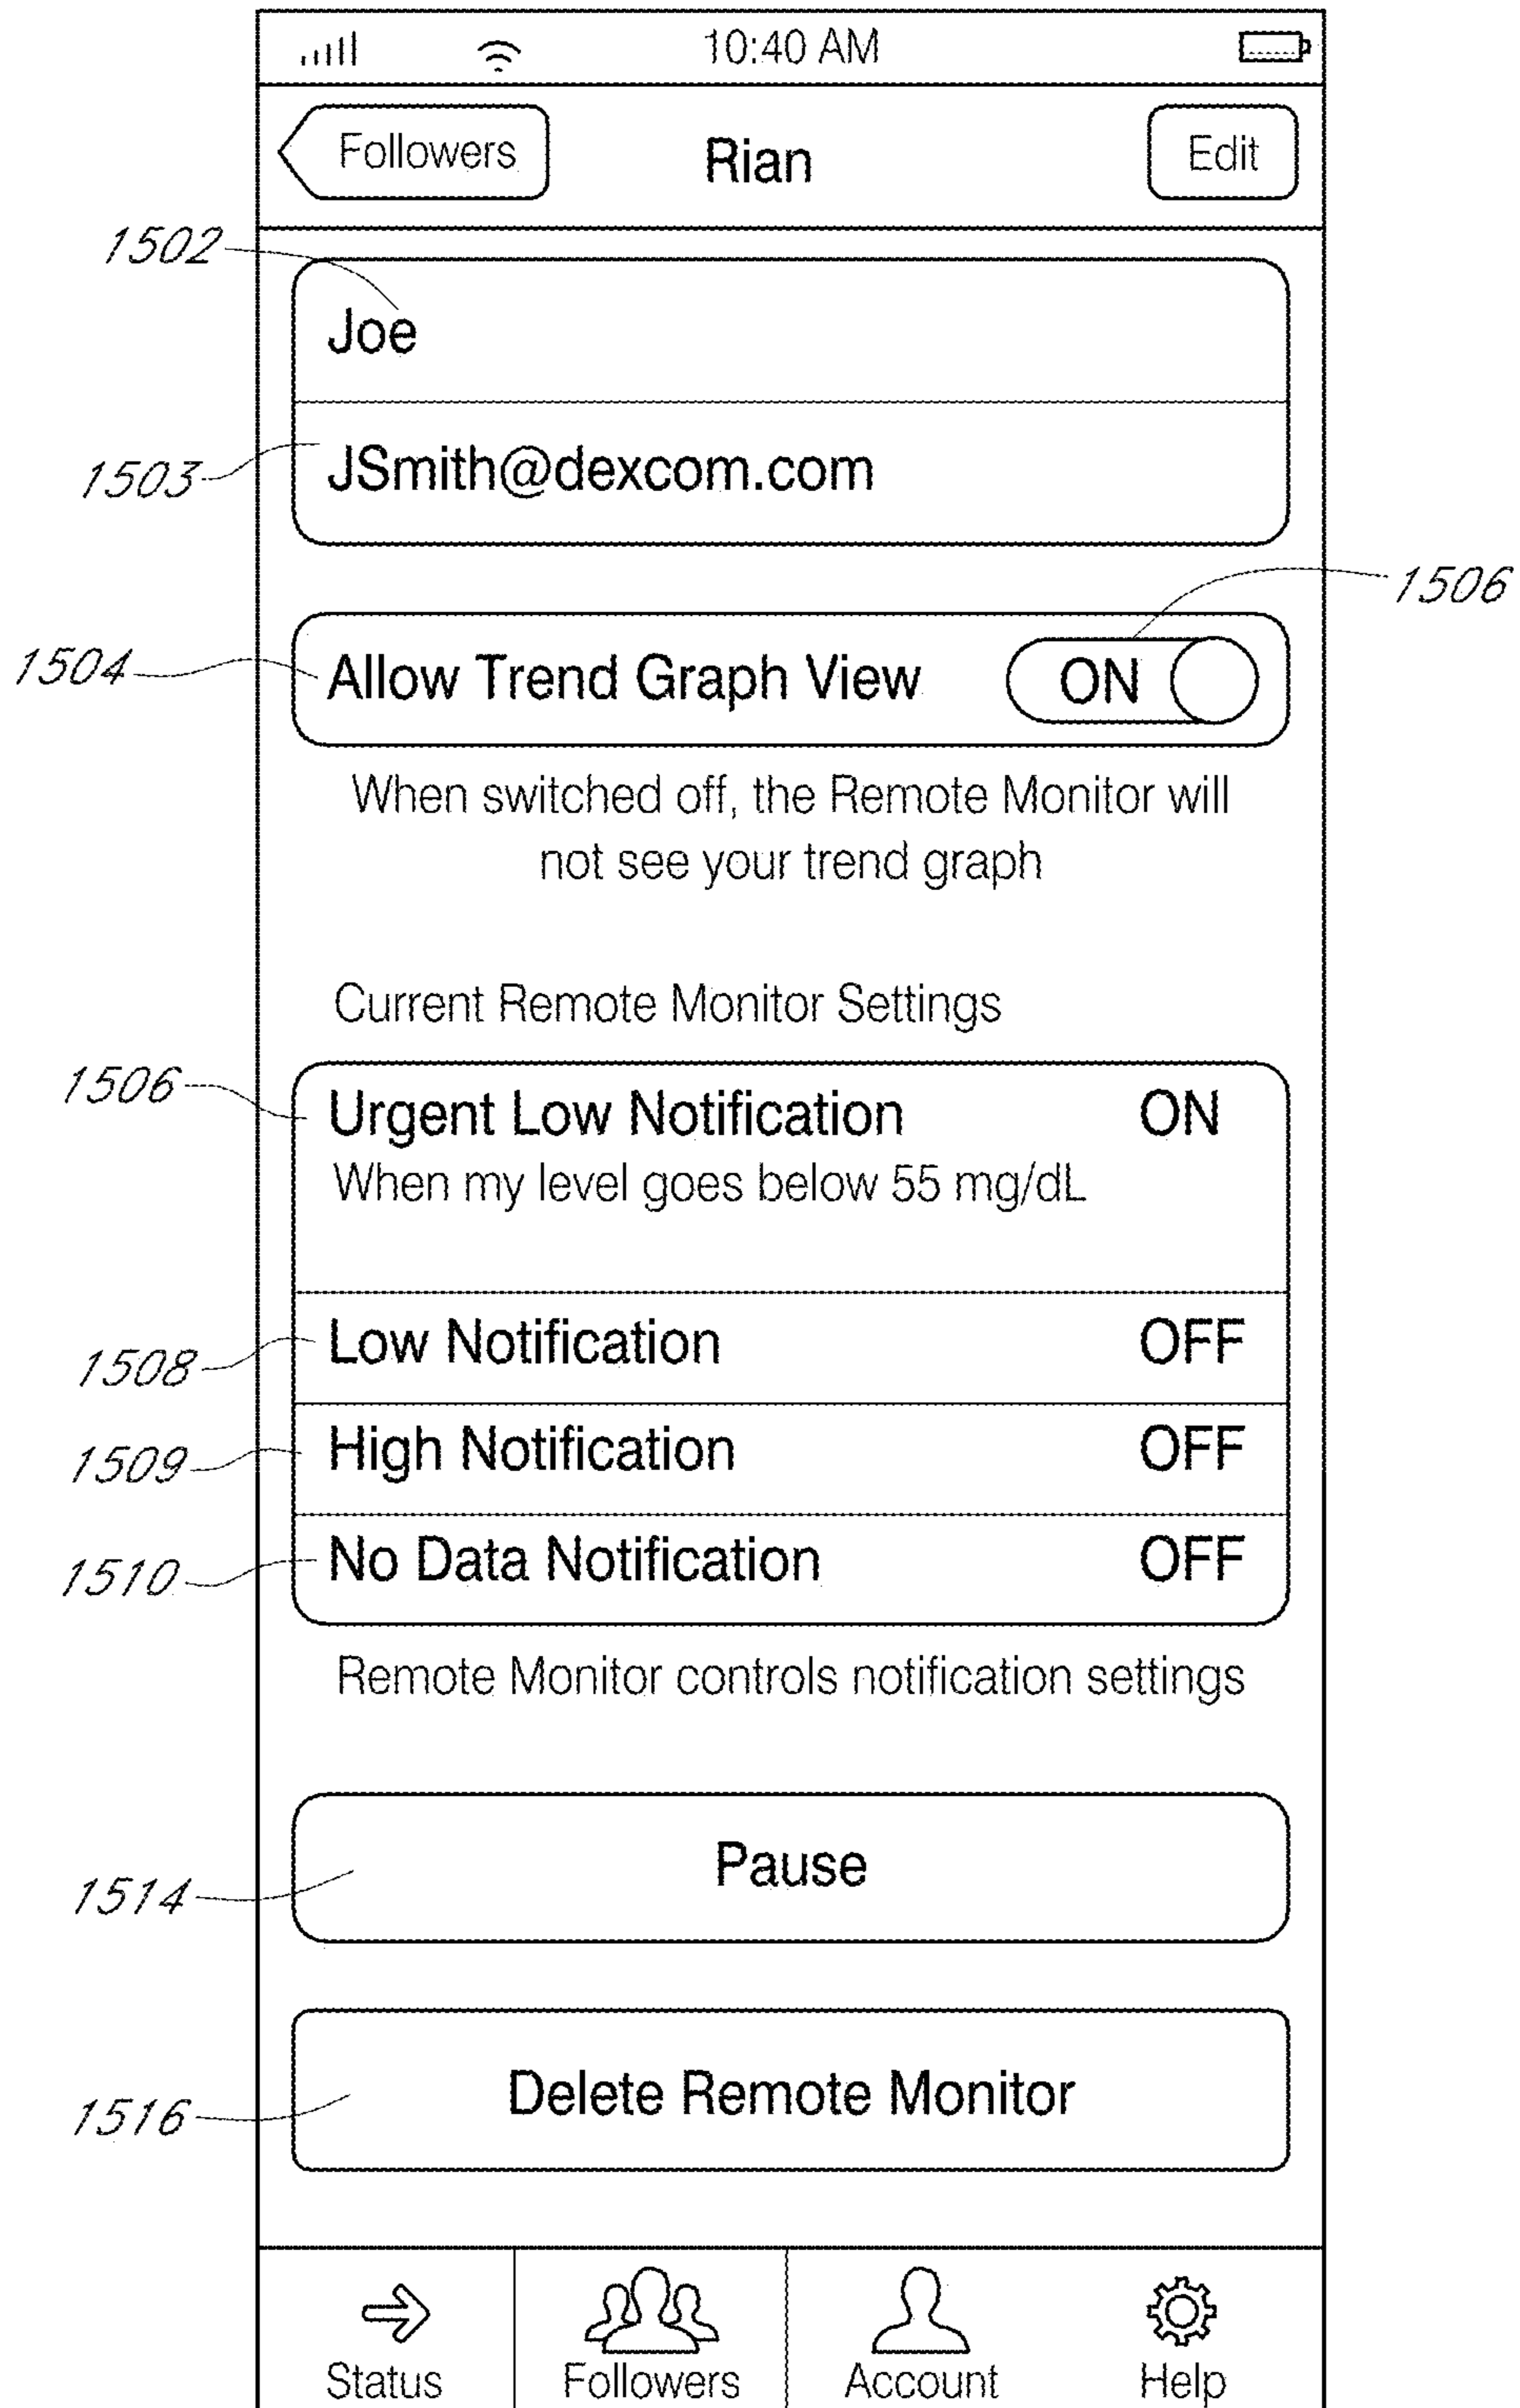 10:40 AM
Followers Rian Edit
1502
Joe
1503 JSmith@dexcom.com
1506
1504 Allow Trend Graph View ON
When switched off, the Remote Monitor will
not see your trend graph
Current Remote Monitor Settings
1506 Urgent Low Notification ON
When my level goes below 55 mg/dL
1508 Low Notification OFF
1509 High Notification OFF
1510 No Data Notification OFF
Remote Monitor controls notification settings
1514 Pause
1516 Delete Remote Monitor
Status Followers Account Help